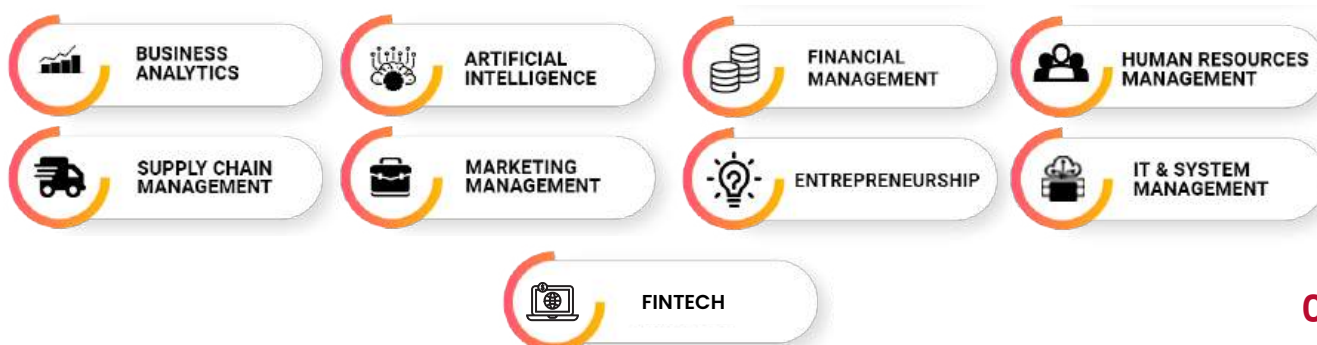 BUSINESS
ANALYTICS
ARTIFICIAL
INTELLIGENCE
FINANCIAL
MANAGEMENT
HUMAN RESOURCES
MANAGEMENT
SUPPLY CHAIN
MANAGEMENT
MARKETING
MANAGEMENT
ENTREPRENEURSHIP
IT & SYSTEM
MANAGEMENT
FINTECH